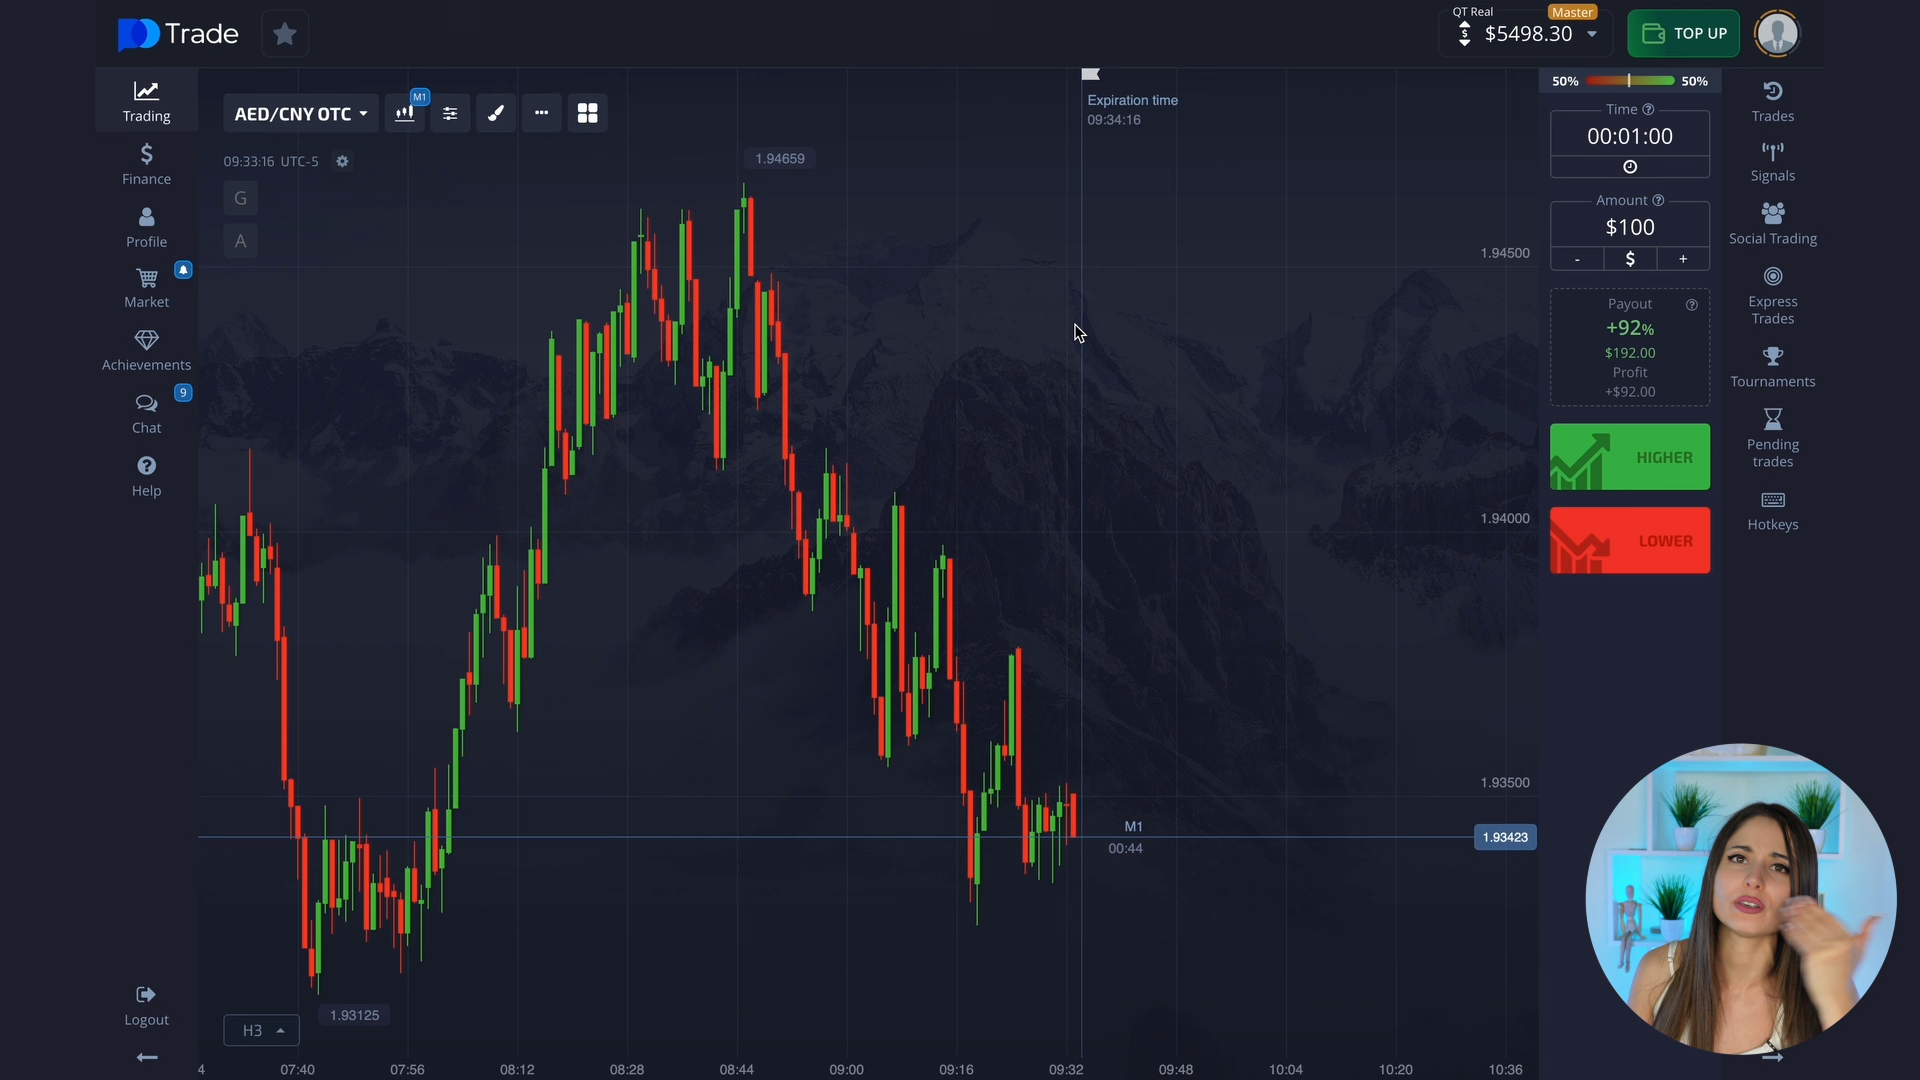 Trade
QT Real
Master
$5498.30
TOP UP
Trading
Finance
Profile
Market
Achievements
9
Chat
Help
Logout
AED/CNY OTC
M1
09:33:16 UTC-5
G
A
1.94659
Expiration time
09:34:16
1.94500
1.94000
1.93500
M1
00:44
1.93423
1.93125
H3
4
07:40
07:56
08:12
08:28
08:44
09:00
09:16
09:32
09:48
10:04
10:20
10:36
50%
50%
Time
00:01:00
Amount
$100
- $ +
Payout
+92%
$192.00
Profit
+$92.00
HIGHER
LOWER
Trades
Signals
Social Trading
Express
Trades
Tournaments
Pending
trades
Hotkeys